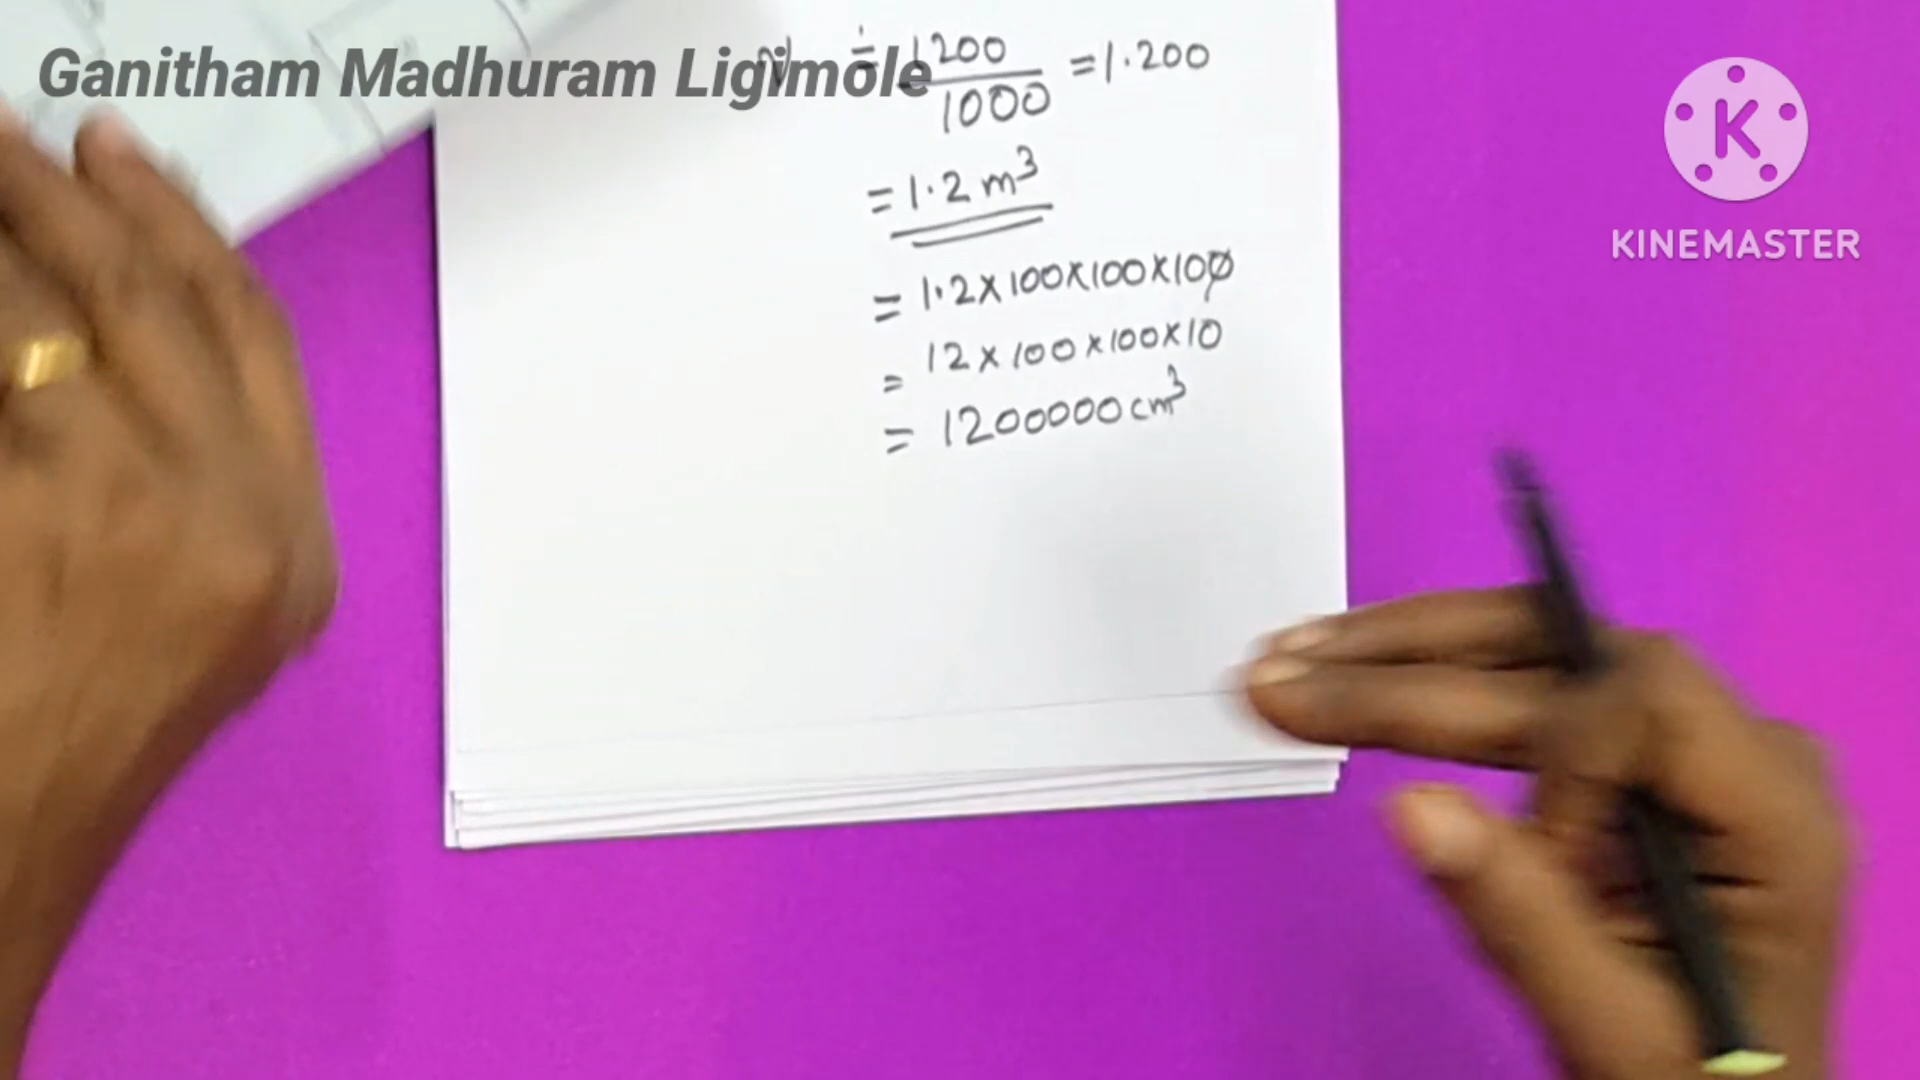 Ganitham Madhuram Ligimole
= 1200/1000 = 1.200
= 1.2 m³
= 1.2 × 100 × 100 × 100
= 12 × 100 × 100 × 10
= 1200000 cm³
K
KINEMASTER